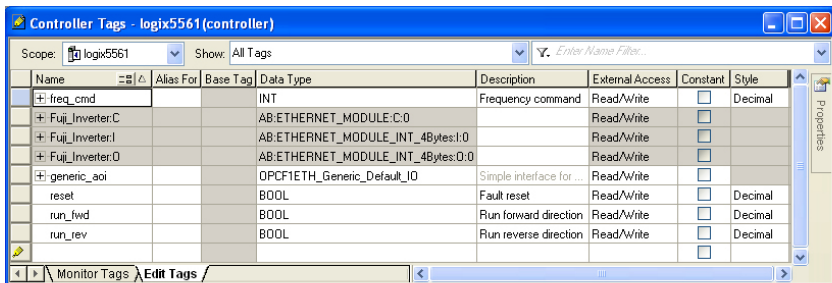 Controller Tags - logix5561(controller)
Scope: logix5561 Show: All Tags Enter Name Filter...
Name Alias For Base Tag Data Type Description External Access Constant Style
freq_cmd INT Frequency command Read/Write Decimal
Fuji_Inverter:C AB:ETHERNET_MODULE:C:0 Read/Write
Fuji_Inverter:I AB:ETHERNET_MODULE_INT_4Bytes:I:0 Read/Write
Fuji_Inverter:O AB:ETHERNET_MODULE_INT_4Bytes:O:0 Read/Write
generic_aoi OPCF1ETH_Generic_Default_IO Simple interface for ... Read/Write
reset BOOL Fault reset Read/Write Decimal
run_fwd BOOL Run forward direction Read/Write Decimal
run_rev BOOL Run reverse direction Read/Write Decimal
Monitor Tags Edit Tags
Properties